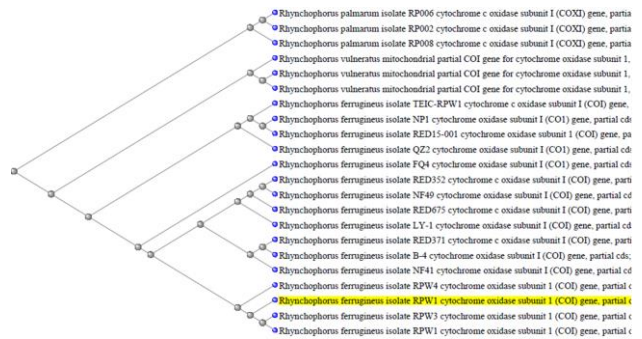 Rhynchophorus palmarum isolate RP006 cytochrome c oxidase subunit I (COXI) gene, partia
Rhynchophorus palmarum isolate RP002 cytochrome c oxidase subunit I (COXI) gene, partia
Rhynchophorus palmarum isolate RP008 cytochrome c oxidase subunit I (COXI) gene, partia
Rhynchophorus vulneratus mitochondrial partial COI gene for cytochrome oxidase subunit 1,
Rhynchophorus vulneratus mitochondrial partial COI gene for cytochrome oxidase subunit 1,
Rhynchophorus vulneratus mitochondrial partial COI gene for cytochrome oxidase subunit 1,
Rhynchophorus ferrugineus isolate TEIC-RPW1 cytochrome c oxidase subunit I (COI) gene,
Rhynchophorus ferrugineus isolate NP1 cytochrome oxidase subunit I (CO1) gene, partial cds
Rhynchophorus ferrugineus isolate RED15-001 cytochrome oxidase subunit 1 (COI) gene, pa
Rhynchophorus ferrugineus isolate QZ2 cytochrome oxidase subunit I (CO1) gene, partial cd
Rhynchophorus ferrugineus isolate FQ4 cytochrome oxidase subunit I (CO1) gene, partial cds
Rhynchophorus ferrugineus isolate RED352 cytochrome c oxidase subunit I (COI) gene, parti
Rhynchophorus ferrugineus isolate NF49 cytochrome oxidase subunit I (COI) gene, partial cd
Rhynchophorus ferrugineus isolate RED675 cytochrome c oxidase subunit I (COI) gene, parti
Rhynchophorus ferrugineus isolate LY-1 cytochrome oxidase subunit I (COI) gene, partial cd
Rhynchophorus ferrugineus isolate RED371 cytochrome c oxidase subunit I (COI) gene, parti
Rhynchophorus ferrugineus isolate B-4 cytochrome oxidase subunit I (COI) gene, partial cds;
Rhynchophorus ferrugineus isolate NF41 cytochrome oxidase subunit I (COI) gene, partial cd
Rhynchophorus ferrugineus isolate RPW4 cytochrome oxidase subunit 1 (COI) gene, partial c
Rhynchophorus ferrugineus isolate RPW1 cytochrome oxidase subunit 1 (COI) gene, partial c
Rhynchophorus ferrugineus isolate RPW3 cytochrome oxidase subunit 1 (COI) gene, partial c
Rhynchophorus ferrugineus isolate RPW1 cytochrome oxidase subunit 1 (COI) gene, partial c